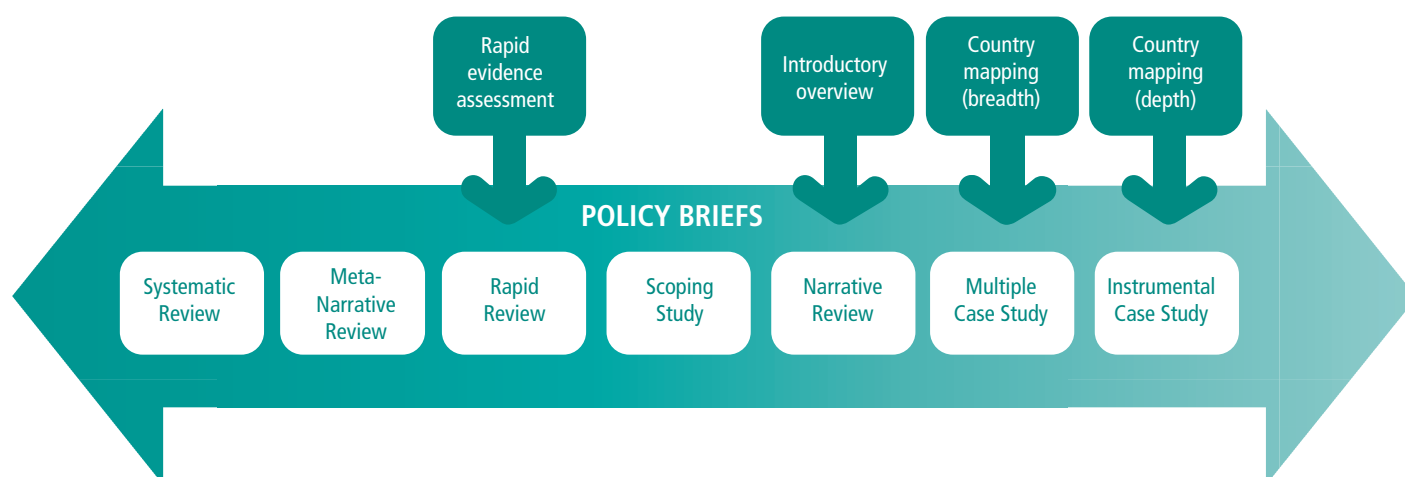 Rapid
evidence
assessment
Introductory
overview
Country
mapping
(breadth)
Country
mapping
(depth)
POLICY BRIEFS
Systematic
Review
Meta-
Narrative
Review
Rapid
Review
Scoping
Study
Narrative
Review
Multiple
Case Study
Instrumental
Case Study